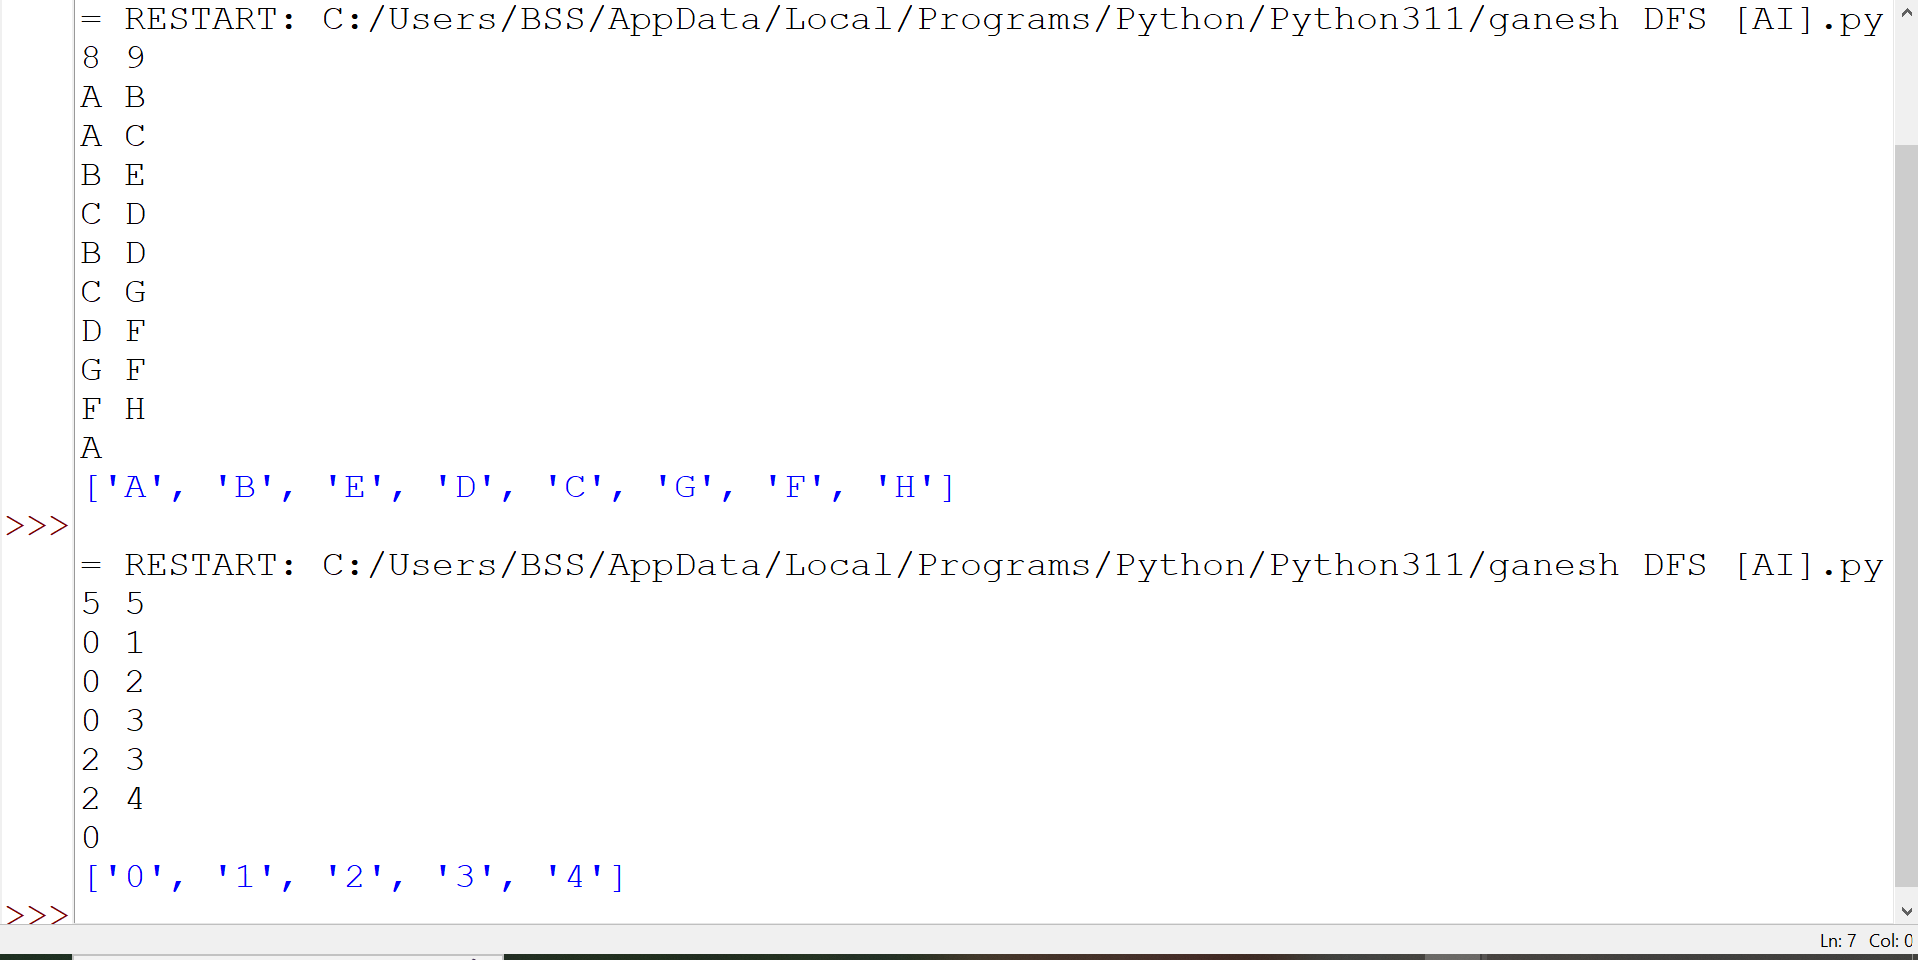 = RESTART: C:/Users/BSS/AppData/Local/Programs/Python/Python311/ganesh DFS [AI].py
8 9
A B
A C
B E
C D
B D
C G
D F
G F
F H
A
['A', 'B', 'E', 'D', 'C', 'G', 'F', 'H']
>>>
= RESTART: C:/Users/BSS/AppData/Local/Programs/Python/Python311/ganesh DFS [AI].py
5 5
0 1
0 2
0 3
2 3
2 4
0
['0', '1', '2', '3', '4']
>>>
Ln: 7 Col: 0